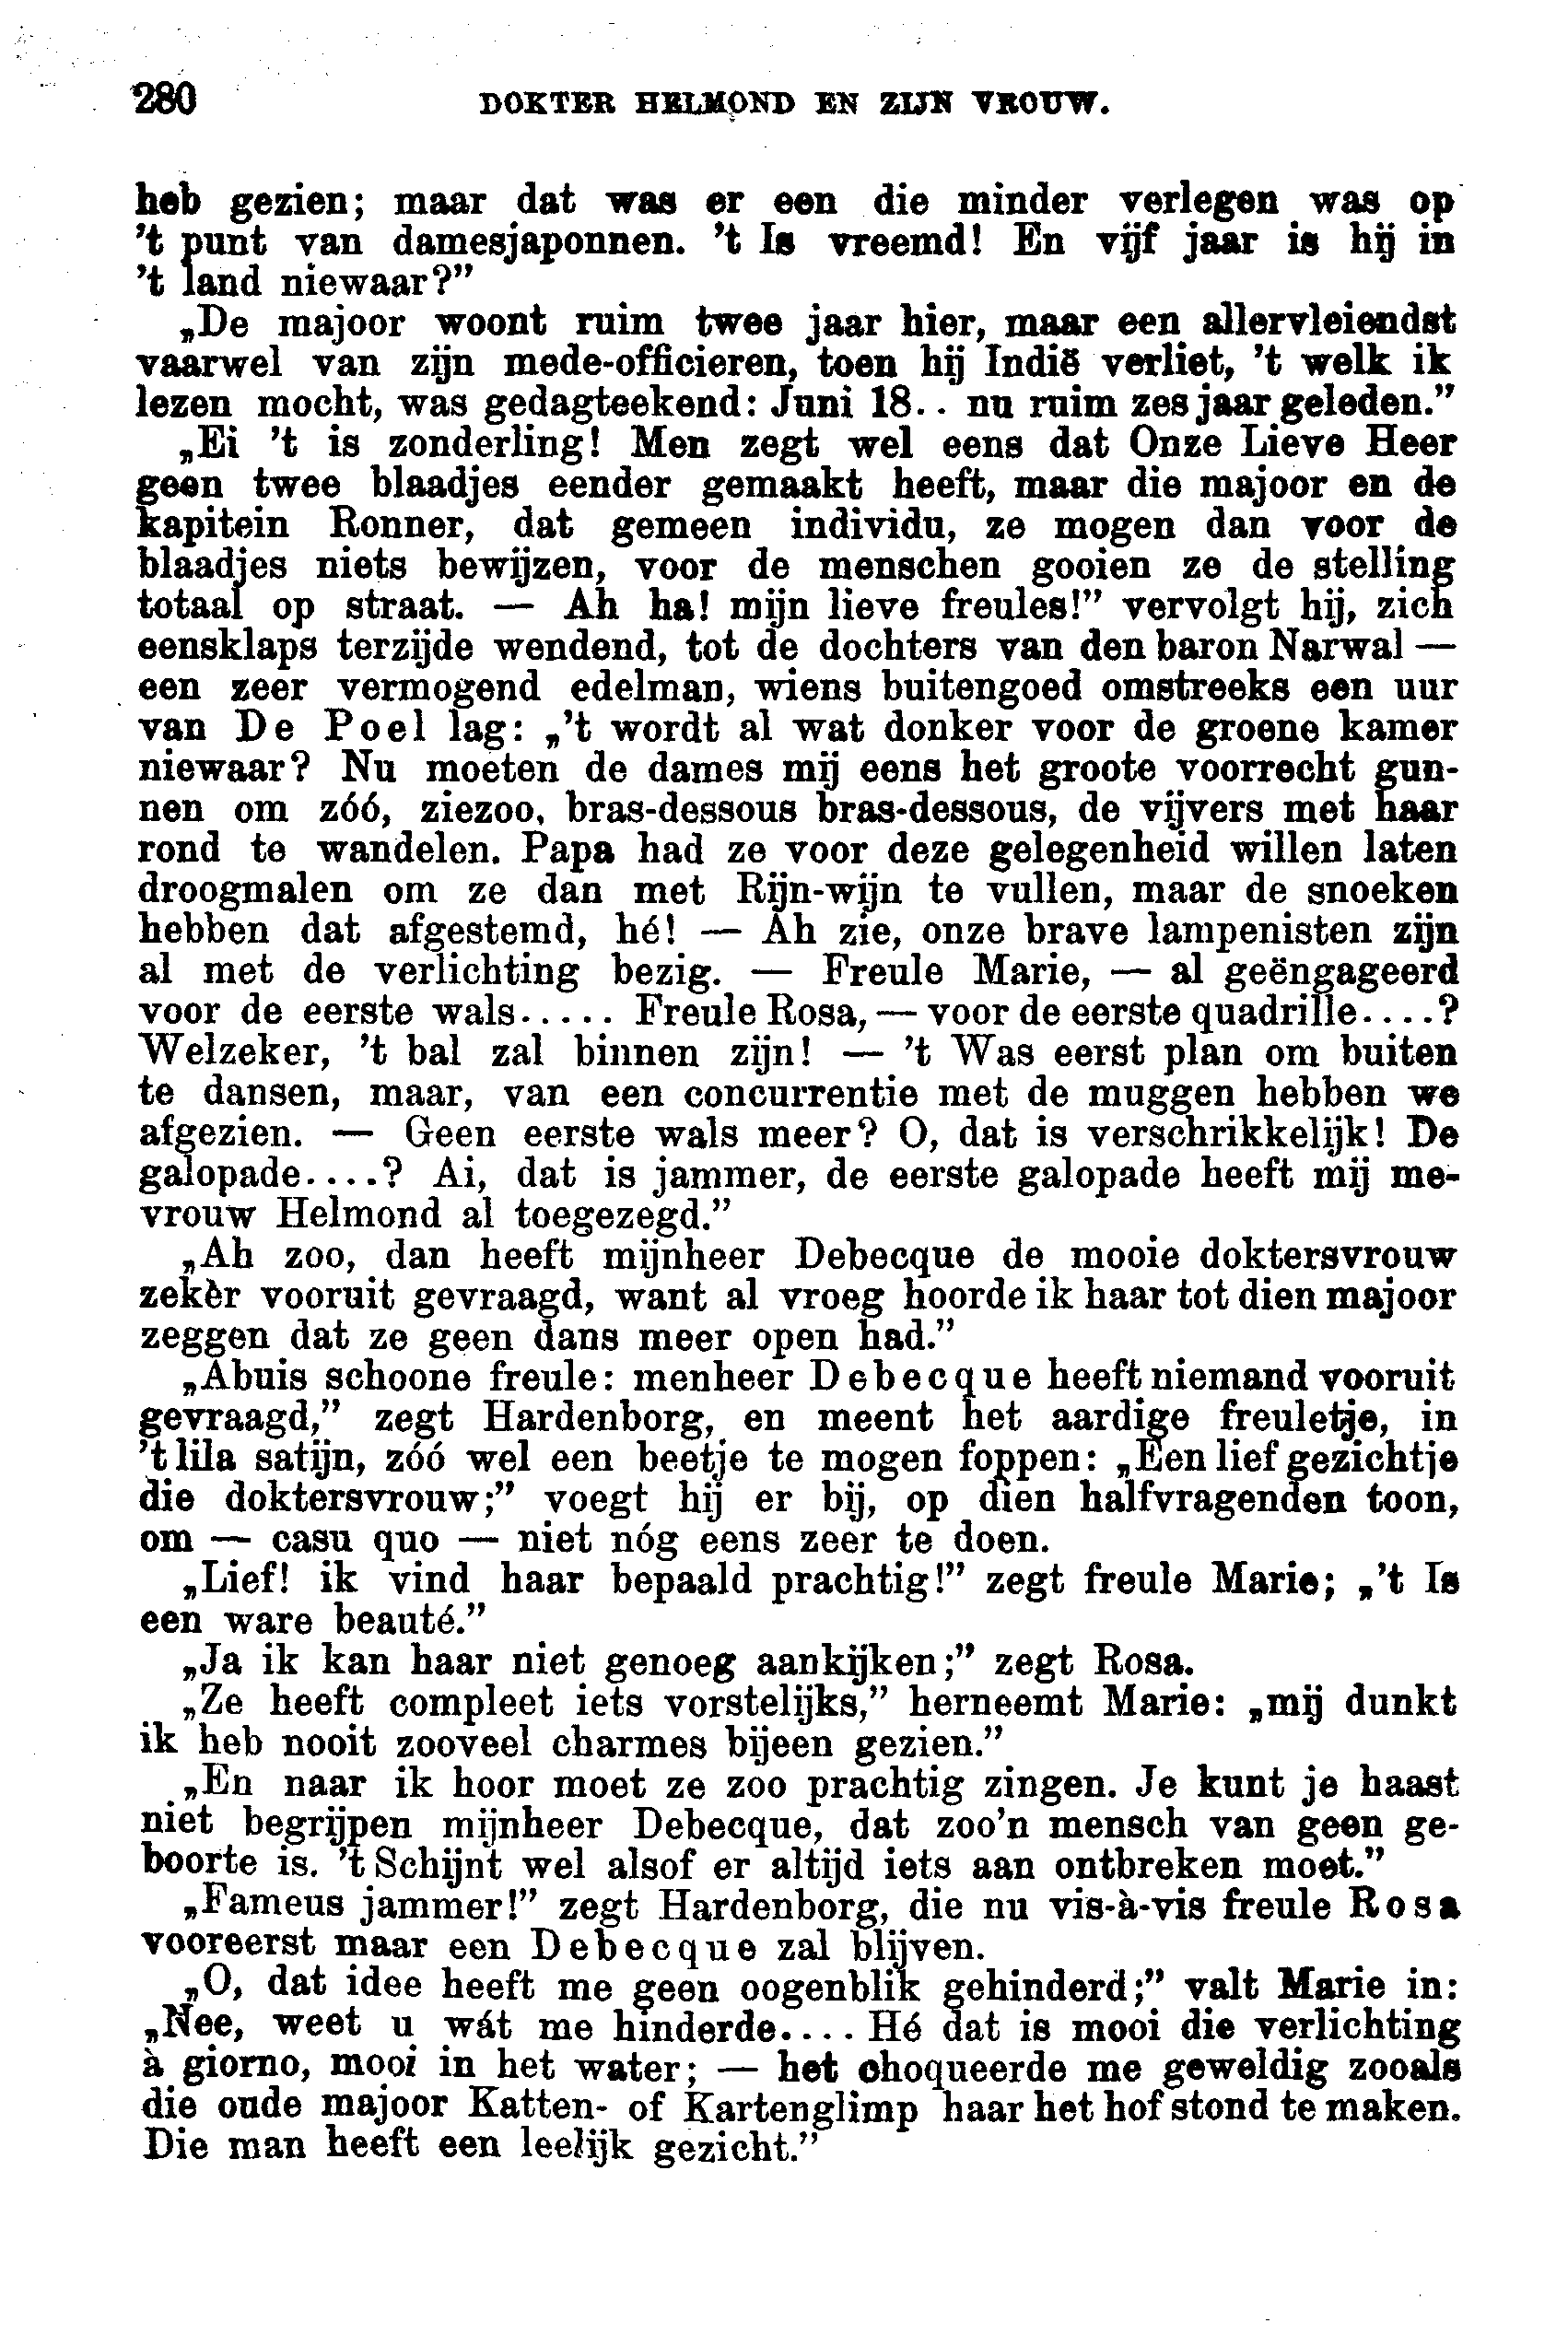 280 DOKTER HELMOND EN ZIJN VROUW.
heb gezien; maar dat was er een die minder verlegen was op
't punt van damesjaponnen. 't Is vreemd! En vijf jaar is hij in
't land niewaar?”
„De majoor woont ruim twee jaar hier, maar een allervleiendst
vaarwel van zijn mede-officieren, toen hij Indië verliet, 't welk ik
lezen mocht, was gedagteekend: Juni 18.. nu ruim zes jaar geleden.”
„Ei 't is zonderling! Men zegt wel eens dat Onze Lieve Heer
geen twee blaadjes eender gemaakt heeft, maar die majoor en de
kapitein Ronner, dat gemeen individu, ze mogen dan voor de
blaadjes niets bewijzen, voor de menschen gooien ze de stelling
totaal op straat. — Ah ha! mijn lieve freules!” vervolgt hij, zich
eensklaps terzijde wendend, tot de dochters van den baron Narwal —
een zeer vermogend edelman, wiens buitengoed omstreeks een uur
van De Poel lag: „'t wordt al wat donker voor de groene kamer
niewaar? Nu moeten de dames mij eens het groote voorrecht gun-
nen om zóó, ziezoo, bras-dessous bras-dessous, de vijvers met haar
rond te wandelen. Papa had ze voor deze gelegenheid willen laten
droogmalen om ze dan met Rijn-wijn te vullen, maar de snoeken
hebben dat afgestemd, hé! — Ah zie, onze brave lampenisten zijn
al met de verlichting bezig. — Freule Marie, — al geëngageerd
voor de eerste wals..... Freule Rosa, — voor de eerste quadrille....?
Welzeker, 't bal zal binnen zijn! — 't Was eerst plan om buiten
te dansen, maar, van een concurrentie met de muggen hebben we
afgezien. — Geen eerste wals meer? O, dat is verschrikkelijk! De
galopade....? Ai, dat is jammer, de eerste galopade heeft mij me-
vrouw Helmond al toegezegd.”
„Ah zoo, dan heeft mijnheer Debecque de mooie doktersvrouw
zekèr vooruit gevraagd, want al vroeg hoorde ik haar tot dien majoor
zeggen dat ze geen dans meer open had.”
„Abuis schoone freule: menheer Debecque heeft niemand vooruit
gevraagd,” zegt Hardenborg, en meent het aardige freuletje, in
't lila satijn, zóó wel een beetje te mogen foppen: „Een lief gezichtje
die doktersvrouw;” voegt hij er bij, op dien halfvragenden toon,
om — casu quo — niet nóg eens zeer te doen.
„Lief! ik vind haar bepaald prachtig!” zegt freule Marie; „'t Is
een ware beauté.”
„Ja ik kan haar niet genoeg aankijken;” zegt Rosa.
„Ze heeft compleet iets vorstelijks,” herneemt Marie: „mij dunkt
ik heb nooit zooveel charmes bijeen gezien.”
„En naar ik hoor moet ze zoo prachtig zingen. Je kunt je haast
niet begrijpen mijnheer Debecque, dat zoo'n mensch van geen ge-
boorte is. 't Schijnt wel alsof er altijd iets aan ontbreken moet.”
„Fameus jammer!” zegt Hardenborg, die nu vis-à-vis freule Rosa
vooreerst maar een Debecque zal blijven.
„O, dat idee heeft me geen oogenblik gehinderd;” valt Marie in:
„Nee, weet u wát me hinderde.... Hé dat is mooi die verlichting
à giorno, mooi in het water; — het choqueerde me geweldig zooals
die oude majoor Katten- of Kartenglimp haar het hof stond te maken.
Die man heeft een leelijk gezicht.”